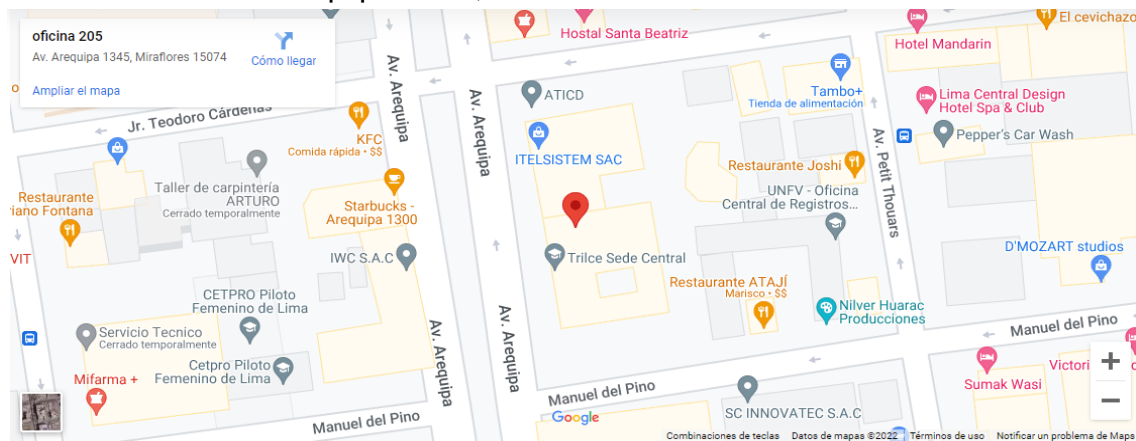 oficina 205
Av. Arequipa 1345, Miraflores 15074
Cómo llegar
Ampliar el mapa
Hostal Santa Beatriz
El cevichazo
Hotel Mandarin
Av. Arequipa
Av. Arequipa
ATICD
Tambo+
Tienda de alimentación
Lima Central Design
Hotel Spa & Club
Jr. Teodoro Cárdenas
KFC
Comida rápida • $$
ITELSISTEM SAC
Pepper's Car Wash
Av. Petit Thouars
Taller de carpintería
ARTURO
Cerrado temporalmente
Restaurante Joshi
Restaurante
riano Fontana
Starbucks -
Arequipa 1300
UNFV - Oficina
Central de Registros...
VIT
IWC S.A.C
Trilce Sede Central
D'MOZART studios
CETPRO Piloto
Femenino de Lima
Restaurante ATAJÍ
Marisco • $$
Nilver Huarac
Producciones
Servicio Tecnico
Cerrado temporalmente
Av. Arequipa
Av. Arequipa
Manuel del Pino
Cetpro Piloto
Femenino de Lima
Mifarma +
Manuel del Pino
Sumak Wasi
Victori
Manuel del Pino
Google
SC INNOVATEC S.A.C
Combinaciones de teclas
Datos de mapas ©2022
Términos de uso
Notificar un problema de Maps